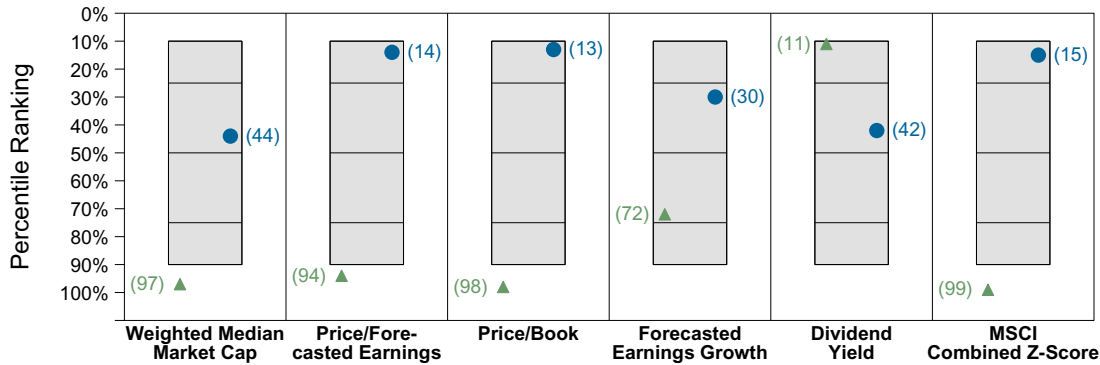 Percentile Ranking
0%
10%
20%
30%
40%
50%
60%
70%
80%
90%
100%
(44)
(97)
(14)
(94)
(13)
(98)
(30)
(72)
(11)
(42)
(15)
(99)
Weighted Median
Market Cap
Price/Fore-
casted Earnings
Price/Book
Forecasted
Earnings Growth
Dividend
Yield
MSCI
Combined Z-Score